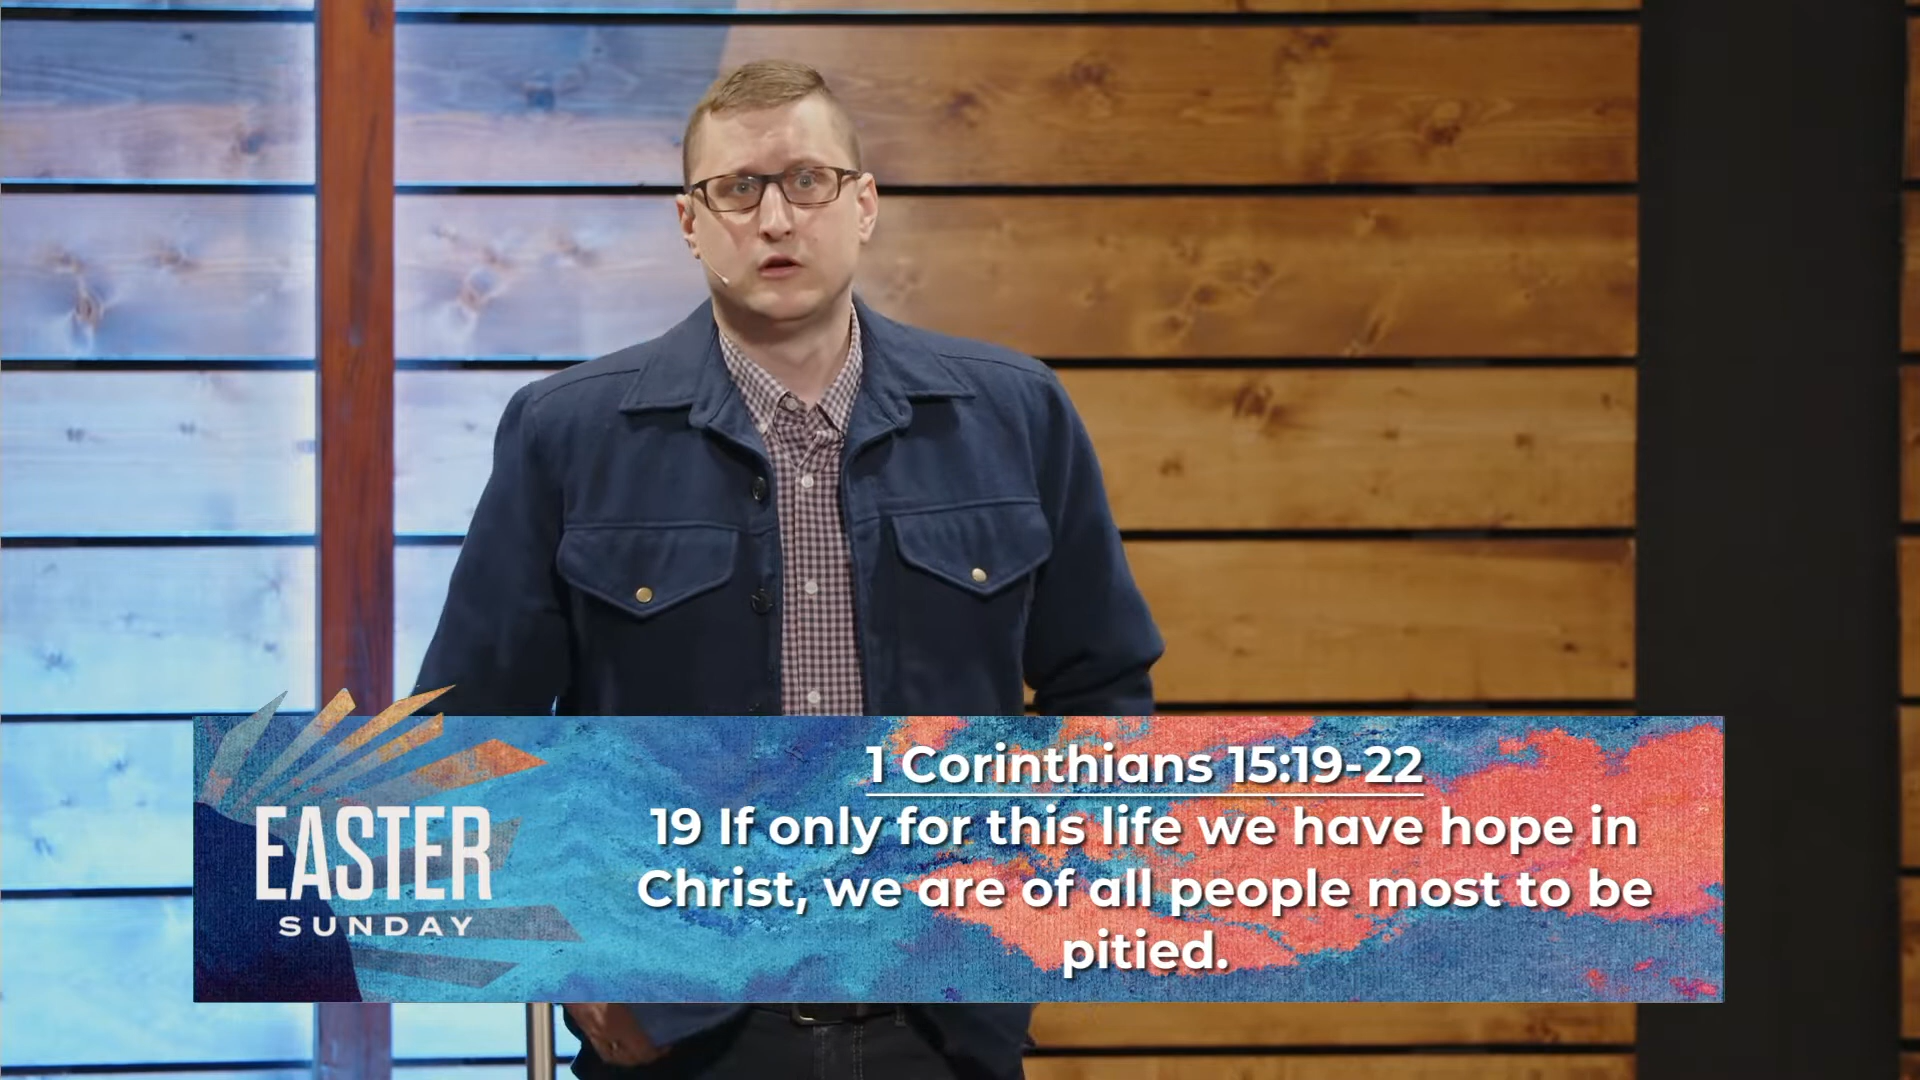 EASTER
SUNDAY
1 Corinthians 15:19-22
19 If only for this life we have hope in
Christ, we are of all people most to be
pitied.